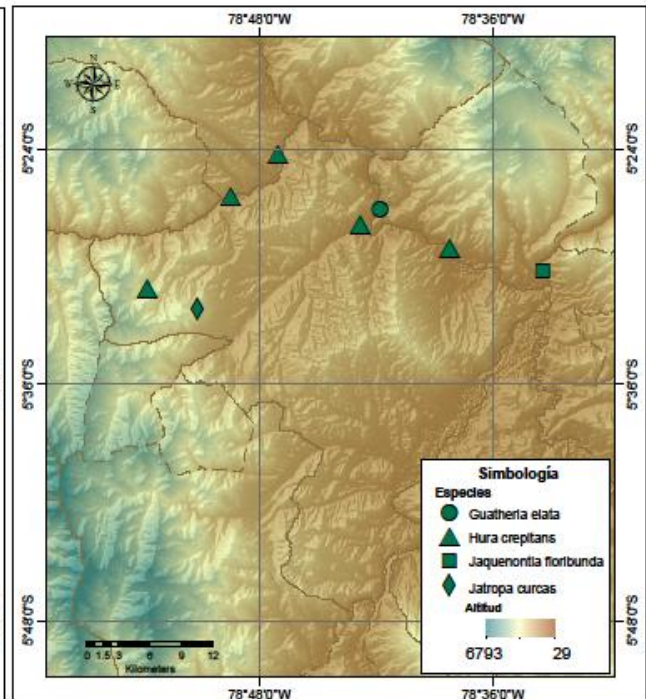 78°48'0"W 78°36'0"W
N
W E
S
5°24'0"S 5°24'0"S
5°36'0"S 5°36'0"S
5°48'0"S 5°48'0"S
Simbología
Especies
Guatheria elata
Hura crepitans
Jaquenontia floribunda
Jatropa curcas
Altitud
6793 29
0 1.5 3 6 9 12
Kilometers
78°48'0"W 78°36'0"W